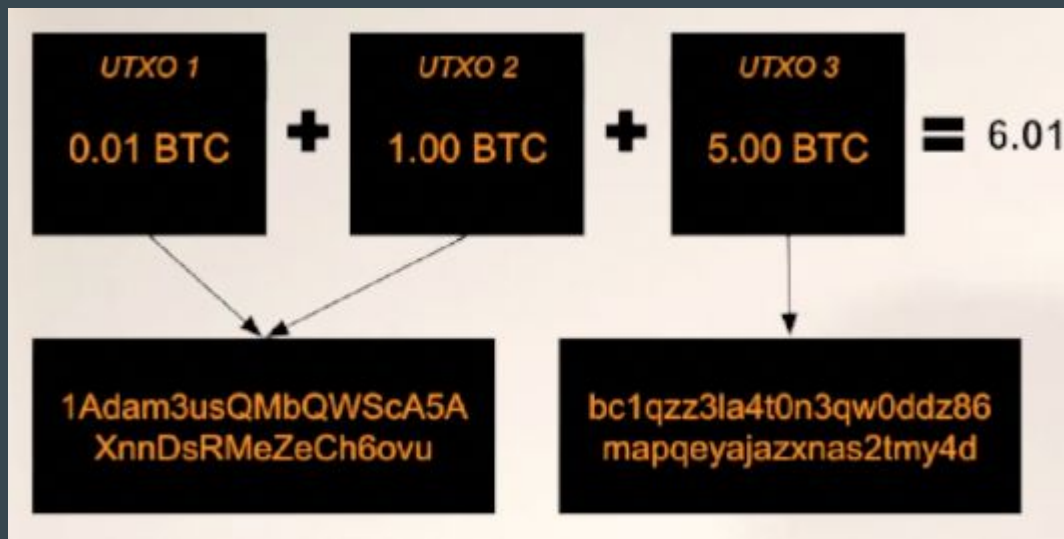 UTXO 1
0.01 BTC
+
UTXO 2
1.00 BTC
+
UTXO 3
5.00 BTC
= 6.01
1Adam3usQMbQWScA5A
XnnDsRMeZeCh6ovu
bc1qzz3la4t0n3qw0ddz86
mapqeyajazxnas2tmy4d